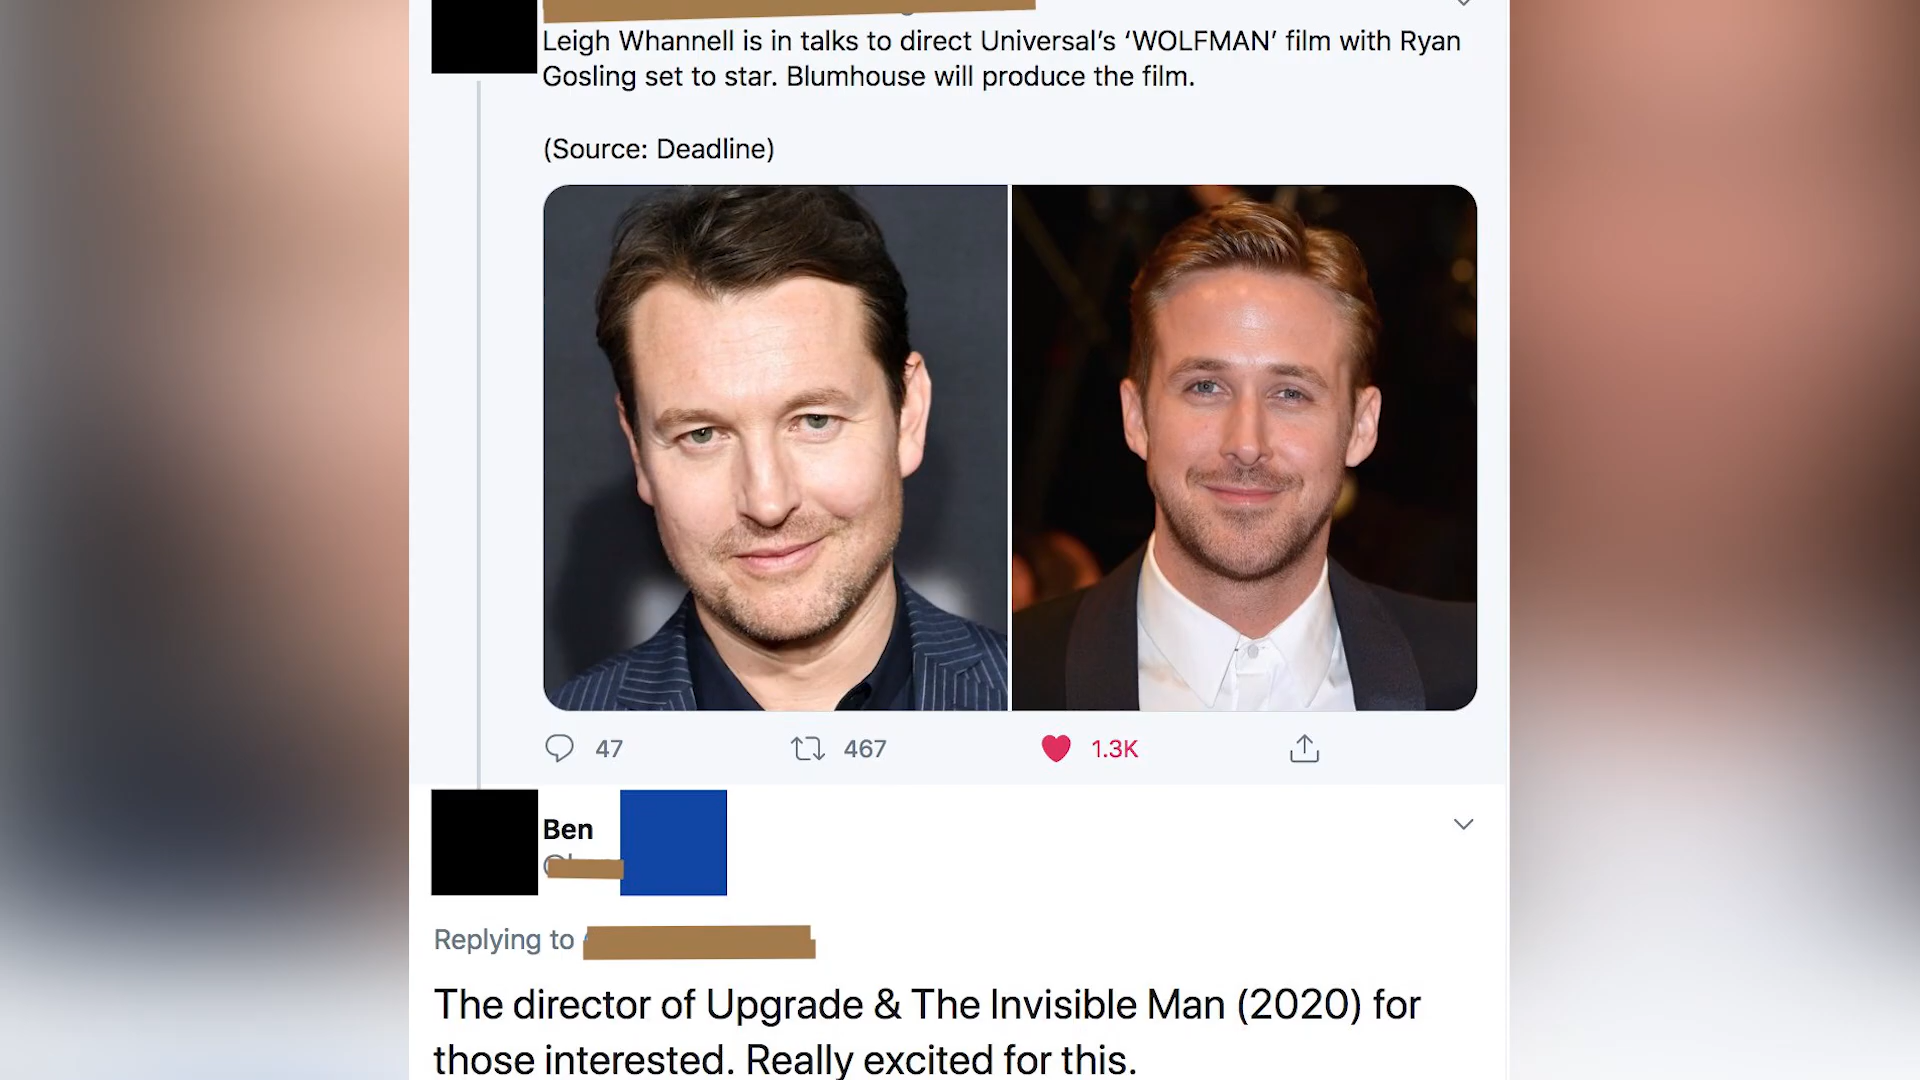 Leigh Whannell is in talks to direct Universal’s ‘WOLFMAN’ film with Ryan
Gosling set to star. Blumhouse will produce the film.
(Source: Deadline)
47 467 1.3K
Ben
Replying to
The director of Upgrade & The Invisible Man (2020) for
those interested. Really excited for this.